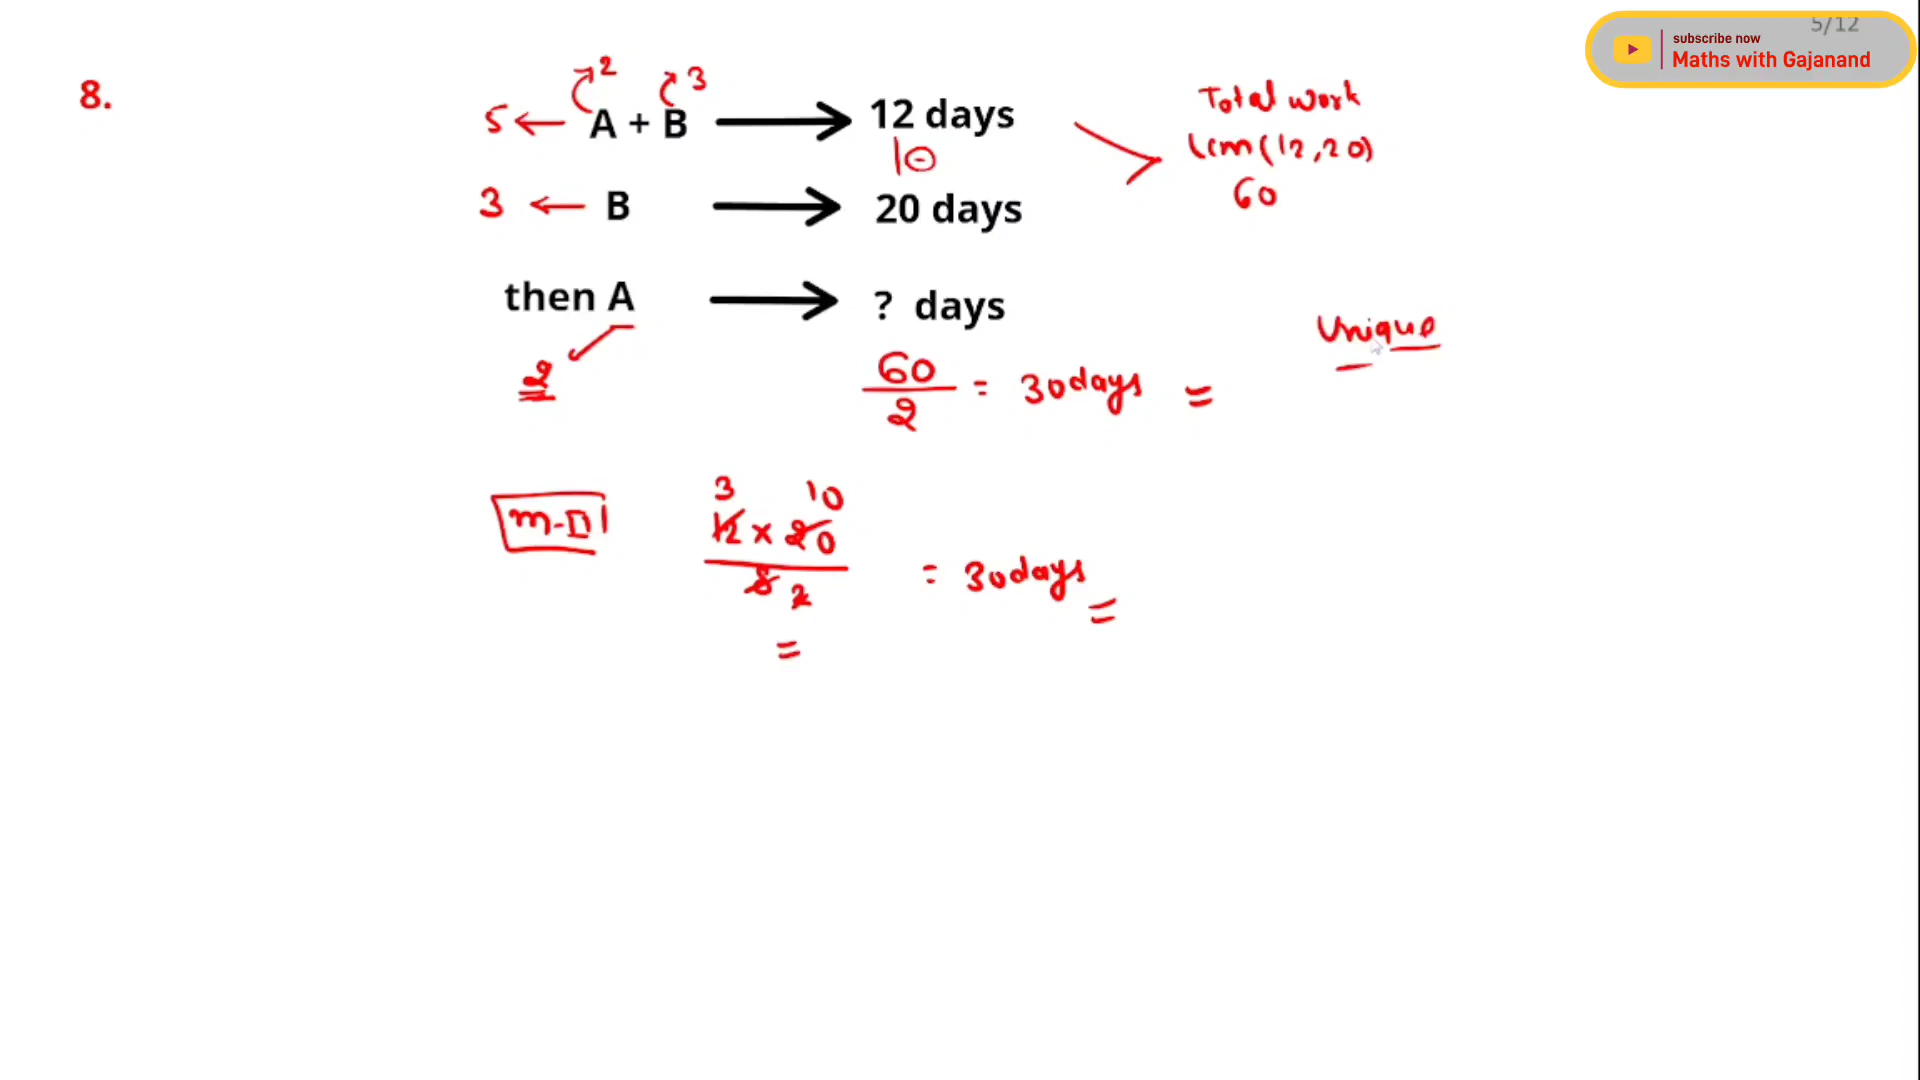 5/12
subscribe now
Maths with Gajanand
8.
5 ← A + B → 12 days
2
3
10
3 ← B → 20 days
Total work
Lcm(12,20)
60
then A → ? days
2
60/2 = 30days =
Unique
m-II
3 10
12 x 20
8 2
= 30days
=